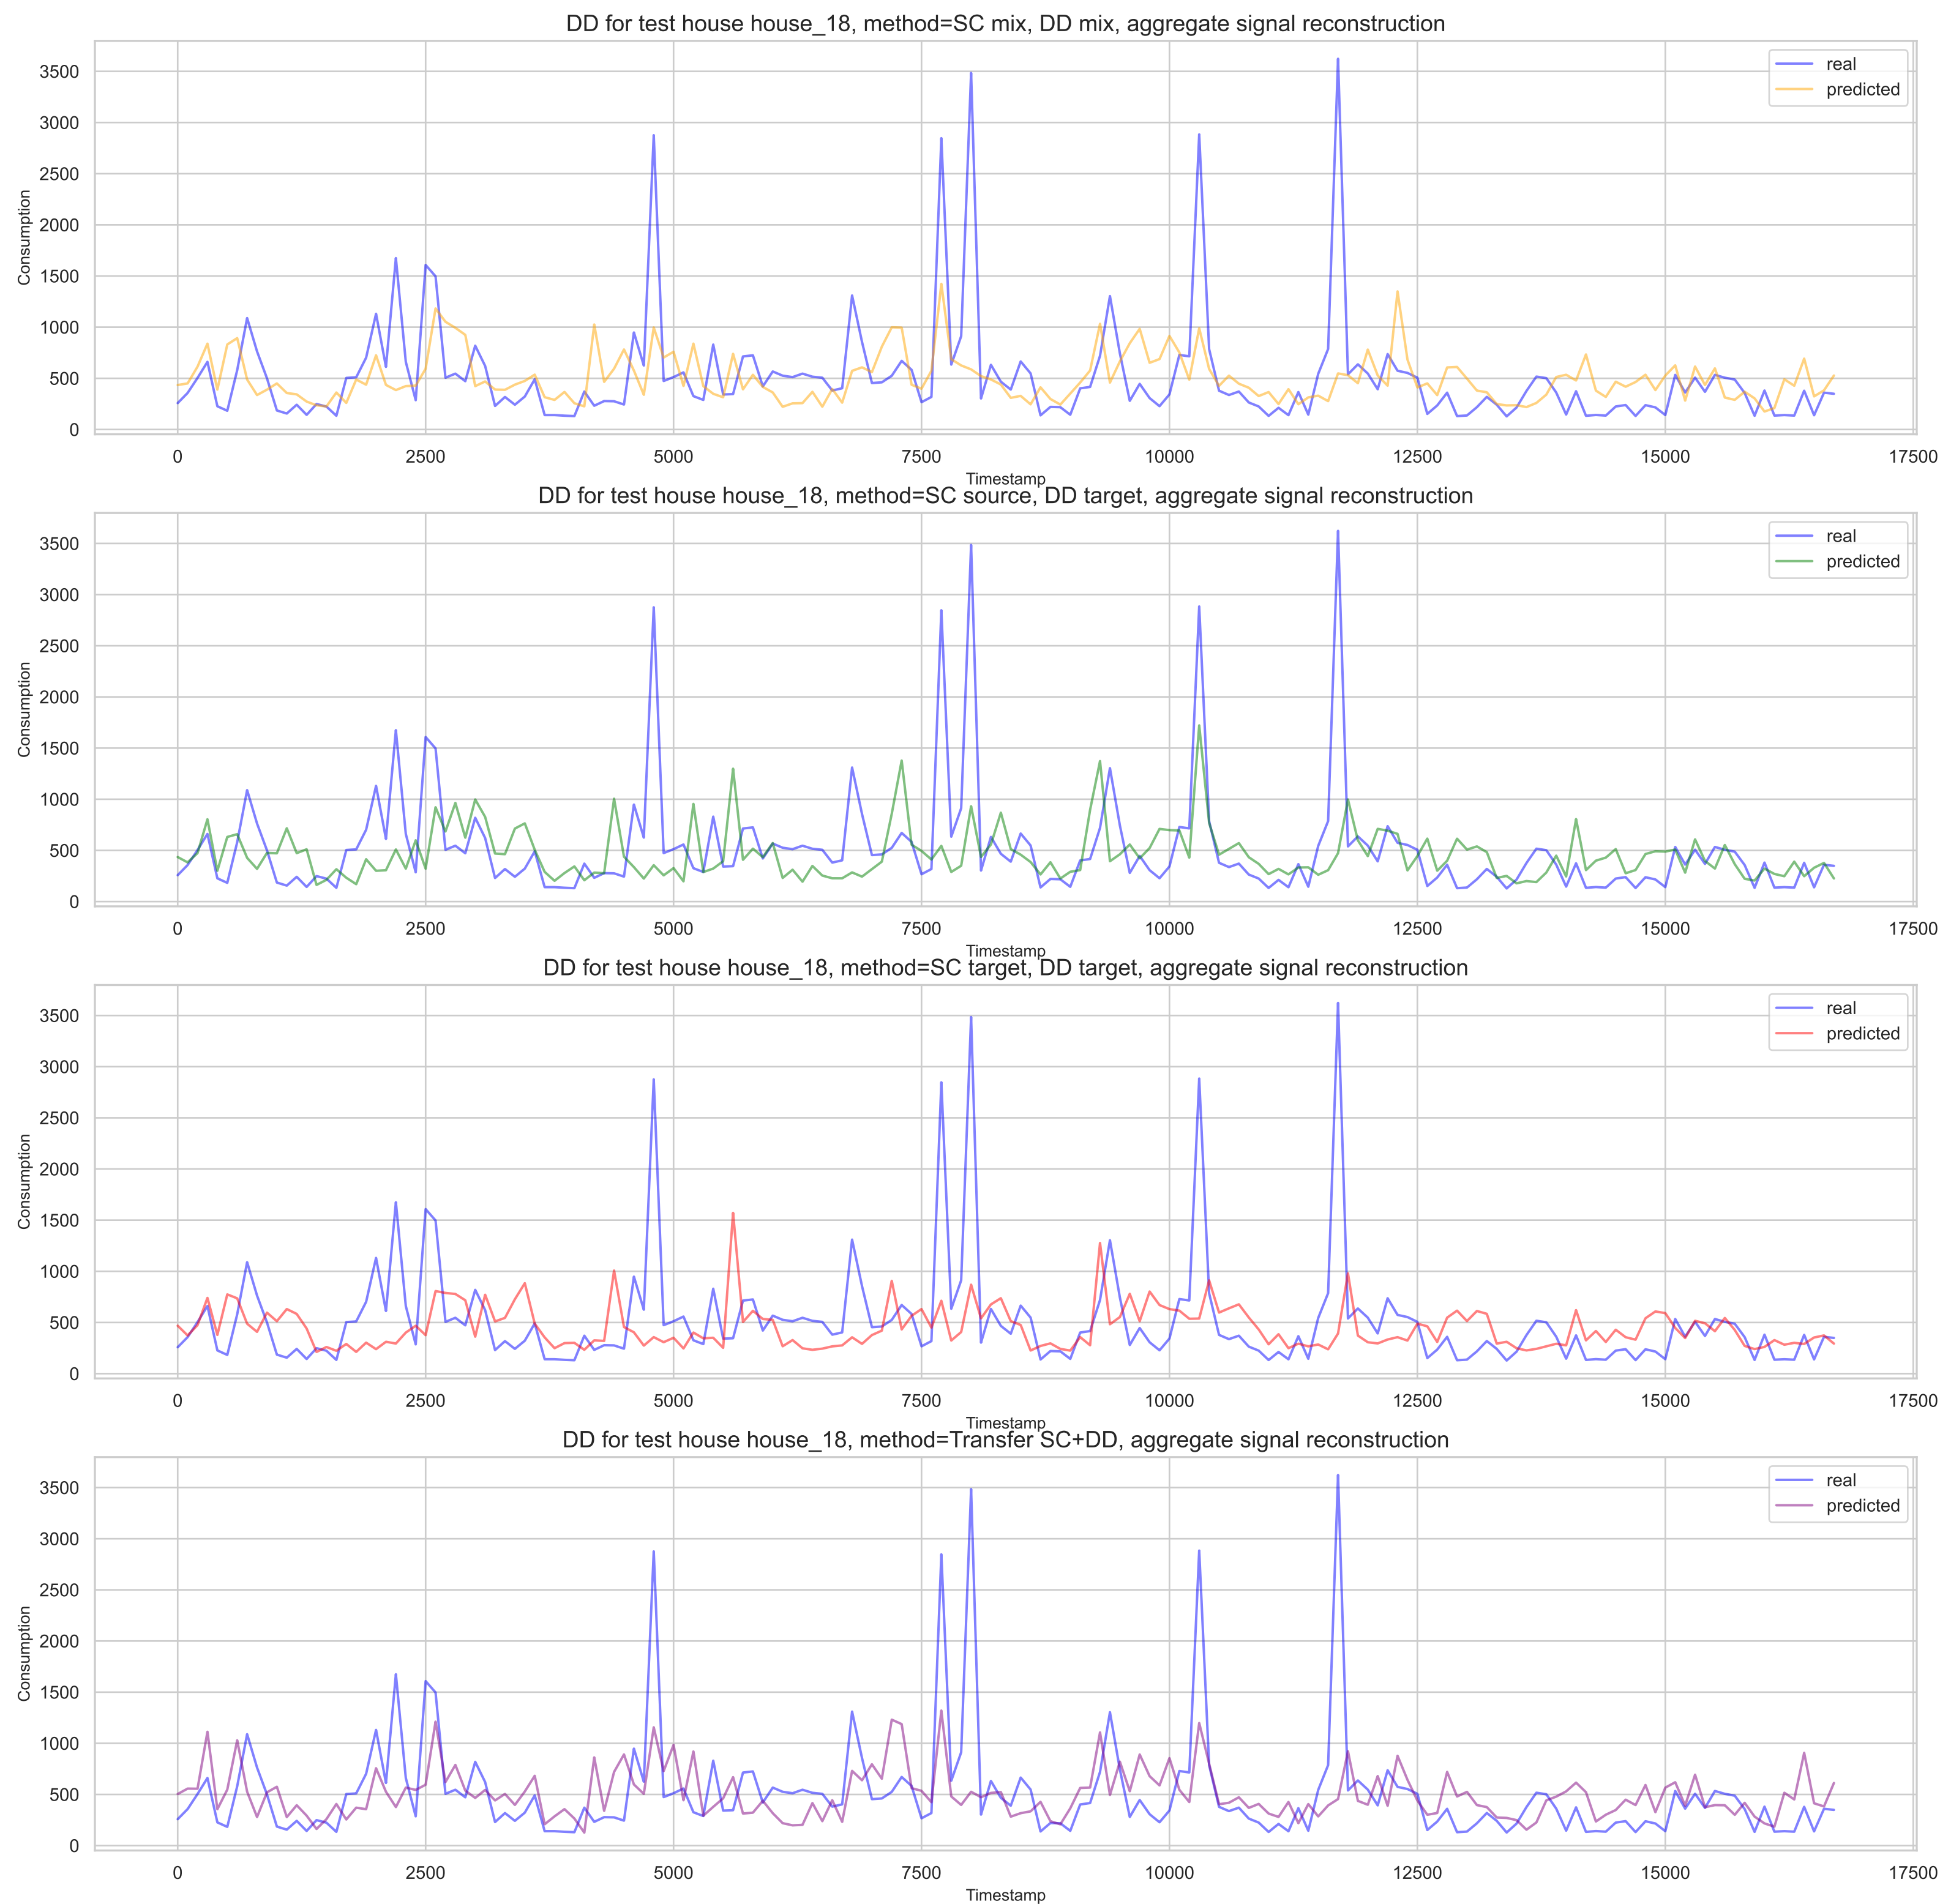 DD for test house house_18, method=SC mix, DD mix, aggregate signal reconstruction
real
predicted
3500
3000
2500
2000
1500
1000
500
0
Consumption
0 2500 5000 7500 10000 12500 15000 17500
Timestamp
DD for test house house_18, method=SC source, DD target, aggregate signal reconstruction
real
predicted
3500
3000
2500
2000
1500
1000
500
0
Consumption
0 2500 5000 7500 10000 12500 15000 17500
Timestamp
DD for test house house_18, method=SC target, DD target, aggregate signal reconstruction
real
predicted
3500
3000
2500
2000
1500
1000
500
0
Consumption
0 2500 5000 7500 10000 12500 15000 17500
Timestamp
DD for test house house_18, method=Transfer SC+DD, aggregate signal reconstruction
real
predicted
3500
3000
2500
2000
1500
1000
500
0
Consumption
0 2500 5000 7500 10000 12500 15000 17500
Timestamp